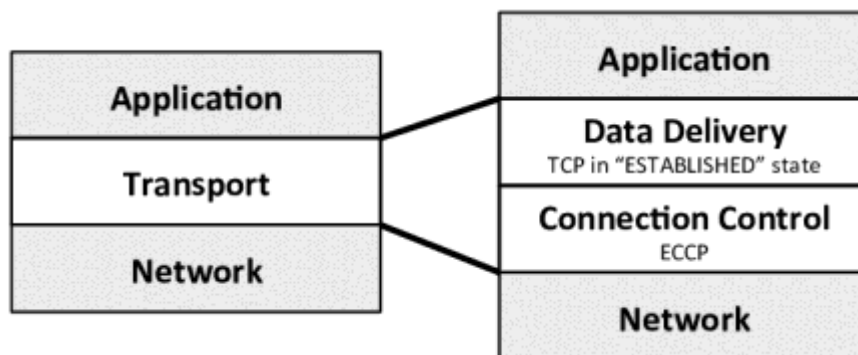 Application
Transport
Network
Application
Data Delivery
TCP in “ESTABLISHED” state
Connection Control
ECCP
Network